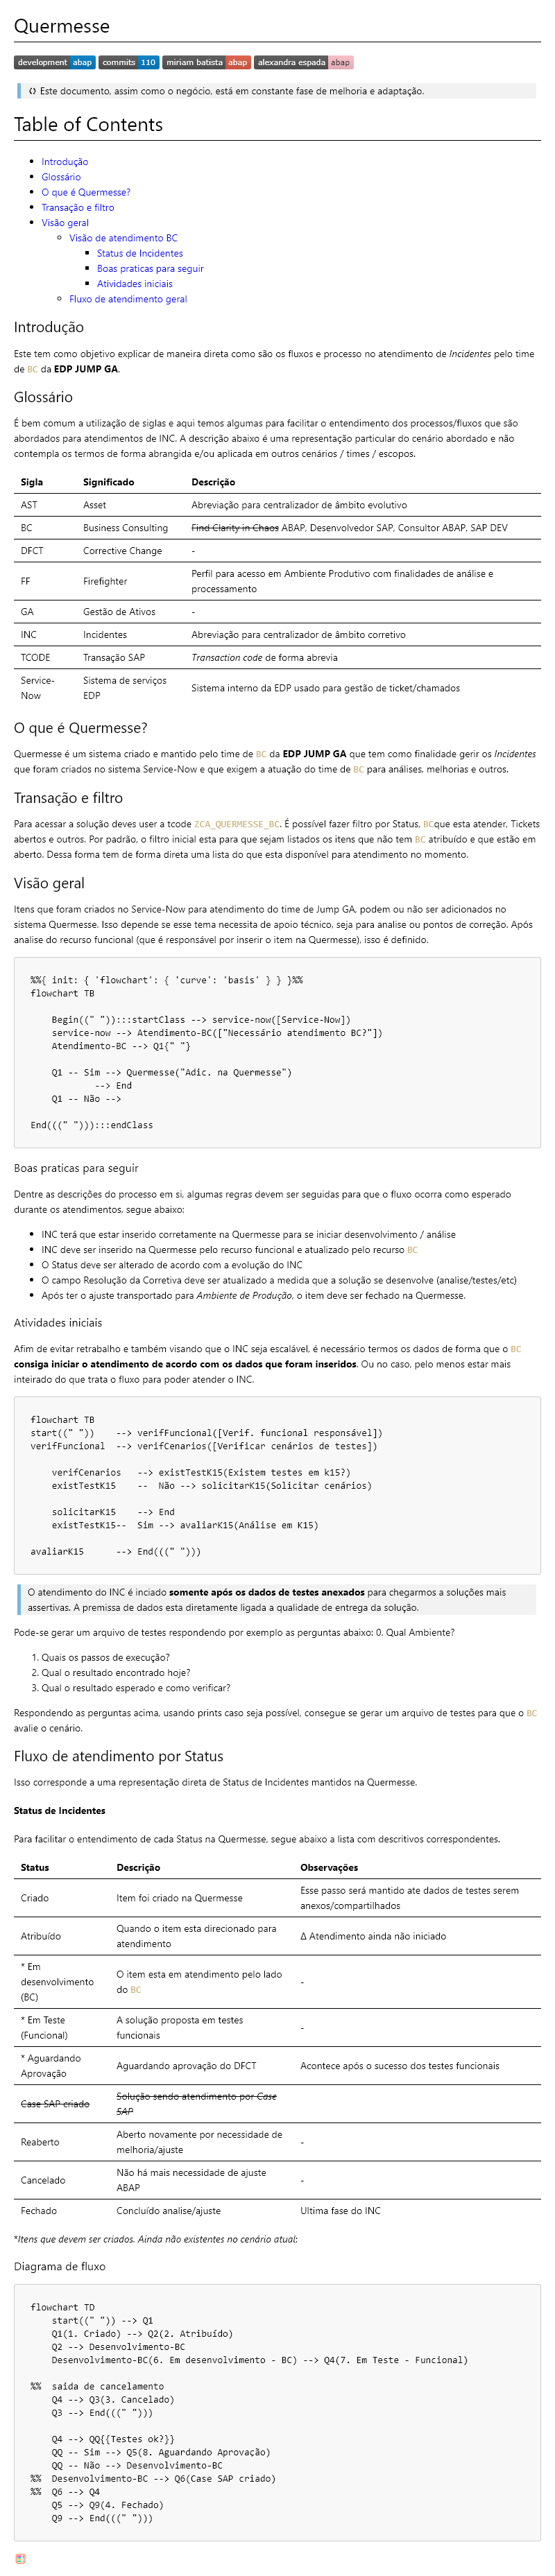 Quermesse
development abap commits 110 miriam batista abap alexandra espada abap
Este documento, assim como o negócio, está em constante fase de melhoria e adaptação.
Table of Contents
• Introdução
• Glossário
• O que é Quermesse?
• Transação e filtro
• Visão geral
◦ Visão de atendimento BC
▪ Status de Incidentes
▪ Boas praticas para seguir
▪ Atividades iniciais
◦ Fluxo de atendimento geral
Introdução
Este tem como objetivo explicar de maneira direta como são os fluxos e processo no atendimento de Incidentes pelo time
de BC da EDP JUMP GA.
Glossário
É bem comum a utilização de siglas e aqui temos algumas para facilitar o entendimento dos processos/fluxos que são
abordados para atendimentos de INC. A descrição abaixo é uma representação particular do cenário abordado e não
contempla os termos de forma abrangida e/ou aplicada em outros cenários / times / escopos.
Sigla Significado Descrição
AST Asset Abreviação para centralizador de âmbito evolutivo
BC Business Consulting Find Clarity in Chaos ABAP, Desenvolvedor SAP, Consultor ABAP, SAP DEV
DFCT Corrective Change -
FF Firefighter Perfil para acesso em Ambiente Produtivo com finalidades de análise e
processamento
GA Gestão de Ativos -
INC Incidentes Abreviação para centralizador de âmbito corretivo
TCODE Transação SAP Transaction code de forma abrevia
Service- Sistema de serviços Sistema interno da EDP usado para gestão de ticket/chamados
Now EDP
O que é Quermesse?
Quermesse é um sistema criado e mantido pelo time de BC da EDP JUMP GA que tem como finalidade gerir os Incidentes
que foram criados no sistema Service-Now e que exigem a atuação do time de BC para análises, melhorias e outros.
Transação e filtro
Para acessar a solução deves user a tcode ZCA_QUERMESSE_BC. É possível fazer filtro por Status, BCque esta atender, Tickets
abertos e outros. Por padrão, o filtro inicial esta para que sejam listados os itens que não tem BC atribuído e que estão em
aberto. Dessa forma tem de forma direta uma lista do que esta disponível para atendimento no momento.
Visão geral
Itens que foram criados no Service-Now para atendimento do time de Jump GA, podem ou não ser adicionados no
sistema Quermesse. Isso depende se esse tema necessita de apoio técnico, seja para analise ou pontos de correção. Após
analise do recurso funcional (que é responsável por inserir o item na Quermesse), isso é definido.
%%{ init: { 'flowchart': { 'curve': 'basis' } } }%%
flowchart TB
Begin((" ")):::startClass --> service-now([Service-Now])
service-now --> Atendimento-BC(["Necessário atendimento BC?"])
Atendimento-BC --> Q1{" "}
Q1 -- Sim --> Quermesse("Adic. na Quermesse")
--> End
Q1 -- Não -->
End(((" "))):::endClass
Boas praticas para seguir
Dentre as descrições do processo em si, algumas regras devem ser seguidas para que o fluxo ocorra como esperado
durante os atendimentos, segue abaixo:
• INC terá que estar inserido corretamente na Quermesse para se iniciar desenvolvimento / análise
• INC deve ser inserido na Quermesse pelo recurso funcional e atualizado pelo recurso BC
• O Status deve ser alterado de acordo com a evolução do INC
• O campo Resolução da Corretiva deve ser atualizado a medida que a solução se desenvolve (analise/testes/etc)
• Após ter o ajuste transportado para Ambiente de Produção, o item deve ser fechado na Quermesse.
Atividades iniciais
Afim de evitar retrabalho e também visando que o INC seja escalável, é necessário termos os dados de forma que o BC
consiga iniciar o atendimento de acordo com os dados que foram inseridos. Ou no caso, pelo menos estar mais
inteirado do que trata o fluxo para poder atender o INC.
flowchart TB
start((" ")) --> verifFuncional([Verif. funcional responsável])
verifFuncional --> verifCenarios([Verificar cenários de testes])
verifCenarios --> existTestK15(Existem testes em k15?)
existTestK15 -- Não --> solicitarK15(Solicitar cenários)
solicitarK15 --> End
existTestK15-- Sim --> avaliarK15(Análise em K15)
avaliarK15 --> End(((" ")))
O atendimento do INC é inciado somente após os dados de testes anexados para chegarmos a soluções mais
assertivas. A premissa de dados esta diretamente ligada a qualidade de entrega da solução.
Pode-se gerar um arquivo de testes respondendo por exemplo as perguntas abaixo: 0. Qual Ambiente?
1. Quais os passos de execução?
2. Qual o resultado encontrado hoje?
3. Qual o resultado esperado e como verificar?
Respondendo as perguntas acima, usando prints caso seja possível, consegue se gerar um arquivo de testes para que o BC
avalie o cenário.
Fluxo de atendimento por Status
Isso corresponde a uma representação direta de Status de Incidentes mantidos na Quermesse.
Status de Incidentes
Para facilitar o entendimento de cada Status na Quermesse, segue abaixo a lista com descritivos correspondentes.
Status Descrição Observações
Criado Item foi criado na Quermesse Esse passo será mantido ate dados de testes serem
anexos/compartilhados
Atribuído Quando o item esta direcionado para Δ Atendimento ainda não iniciado
atendimento
* Em
desenvolvimento O item esta em atendimento pelo lado -
(BC) do BC
* Em Teste A solução proposta em testes -
(Funcional) funcionais
* Aguardando Aguardando aprovação do DFCT Acontece após o sucesso dos testes funcionais
Aprovação
Case SAP criado Solução sendo atendimento por Case
SAP
Reaberto Aberto novamente por necessidade de -
melhoria/ajuste
Cancelado Não há mais necessidade de ajuste -
ABAP
Fechado Concluído analise/ajuste Ultima fase do INC
*Itens que devem ser criados. Ainda não existentes no cenário atual;
Diagrama de fluxo
flowchart TD
start((" ")) --> Q1
Q1(1. Criado) --> Q2(2. Atribuído)
Q2 --> Desenvolvimento-BC
Desenvolvimento-BC(6. Em desenvolvimento - BC) --> Q4(7. Em Teste - Funcional)
%% saida de cancelamento
Q4 --> Q3(3. Cancelado)
Q3 --> End(((" ")))
Q4 --> QQ{{Testes ok?}}
QQ -- Sim --> Q5(8. Aguardando Aprovação)
QQ -- Não --> Desenvolvimento-BC
%% Desenvolvimento-BC --> Q6(Case SAP criado)
%% Q6 --> Q4
Q5 --> Q9(4. Fechado)
Q9 --> End(((" ")))